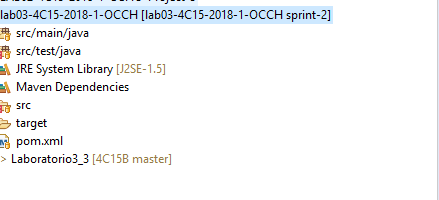 lab03-4C15-2018-1-OCCH [lab03-4C15-2018-1-OCCH sprint-2]
src/main/java
src/test/java
JRE System Library [J2SE-1.5]
Maven Dependencies
src
target
pom.xml
> Laboratorio3_3 [4C15B master]